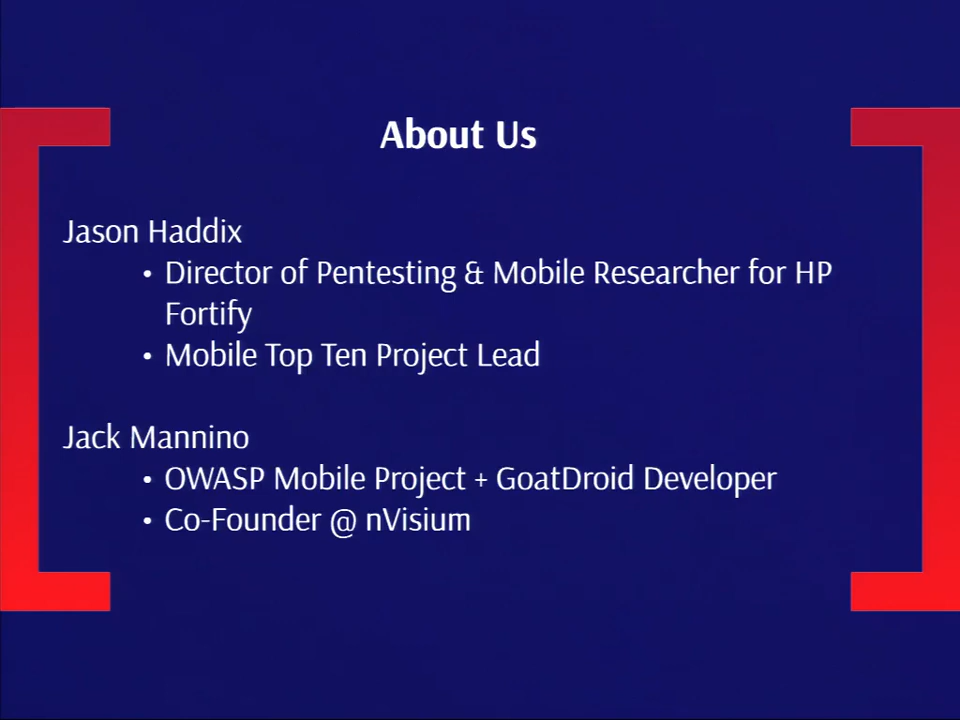 About Us
Jason Haddix
• Director of Pentesting & Mobile Researcher for HP
Fortify
• Mobile Top Ten Project Lead
Jack Mannino
• OWASP Mobile Project + GoatDroid Developer
• Co-Founder @ nVisium